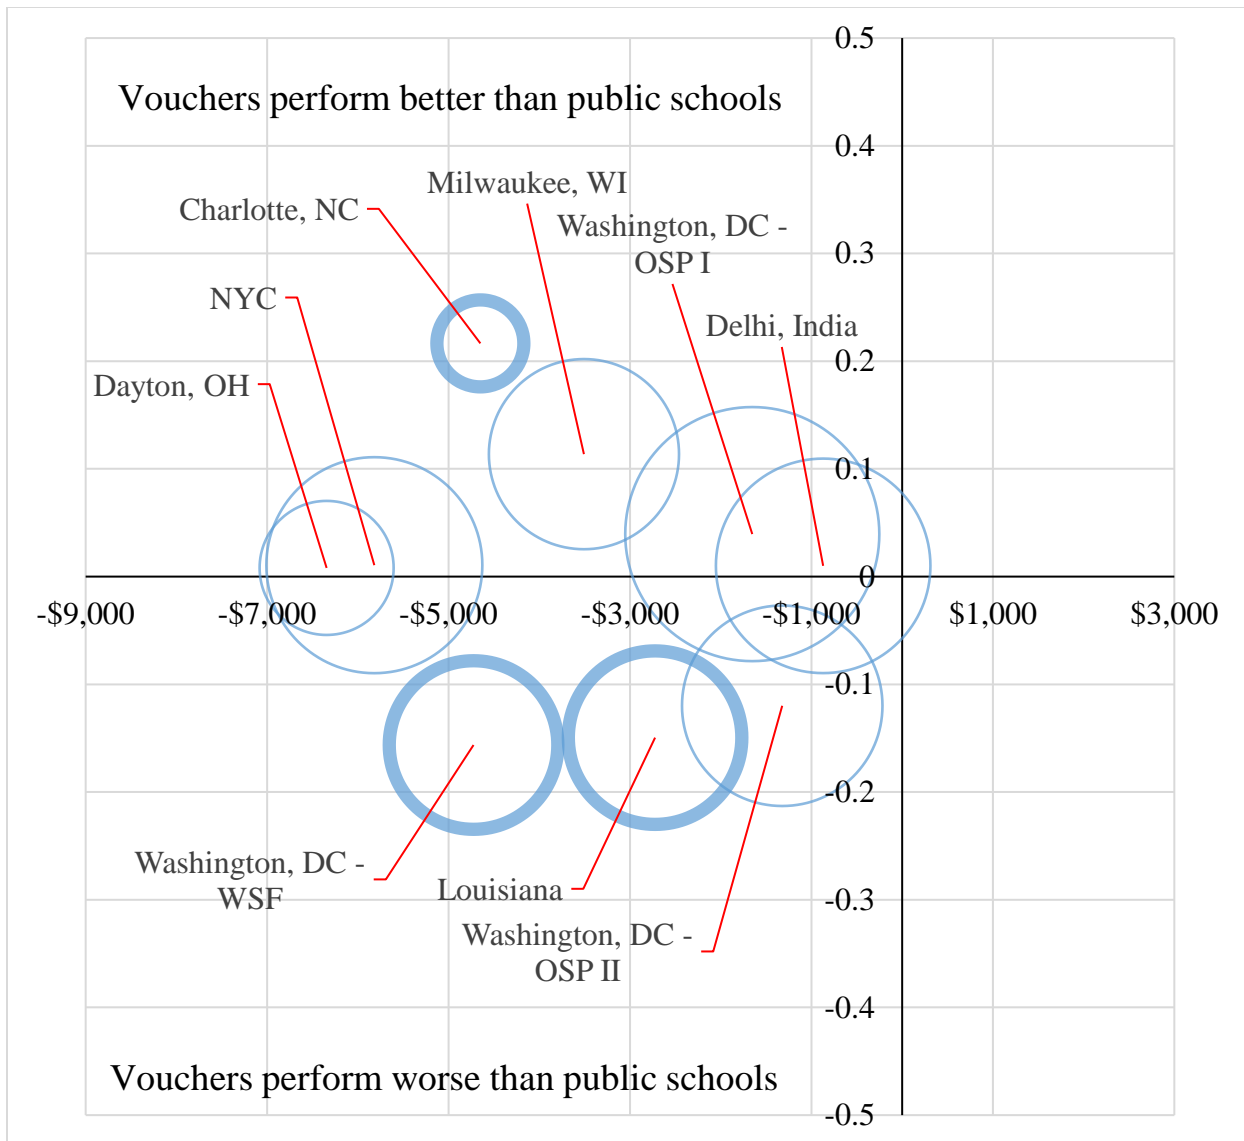 0.5
Vouchers perform better than public schools
0.4
Milwaukee, WI
Charlotte, NC
Washington, DC -
OSP I
0.3
NYC
Delhi, India
Dayton, OH
0.2
0.1
0
-$9,000 -$7,000 -$5,000 -$3,000 -$1,000 $1,000 $3,000
-0.1
-0.2
Washington, DC -
WSF
Louisiana
-0.3
Washington, DC -
OSP II
-0.4
Vouchers perform worse than public schools
-0.5